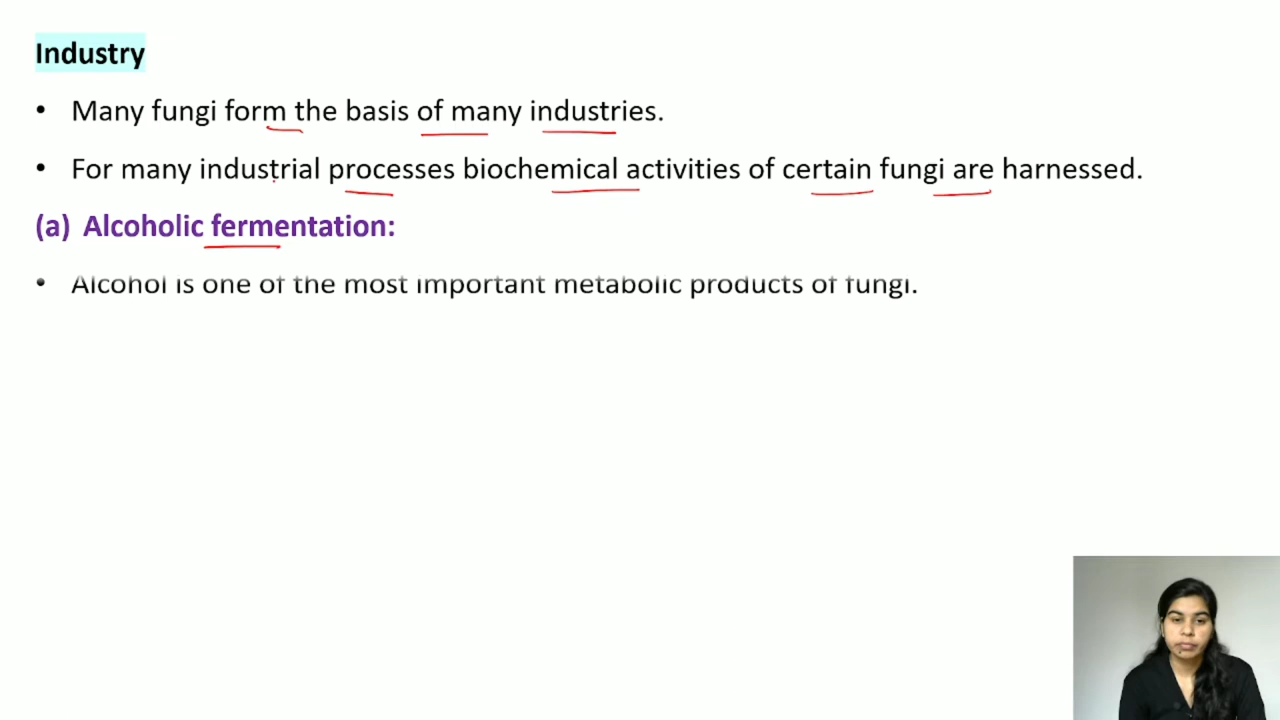 Industry
• Many fungi form the basis of many industries.
• For many industrial processes biochemical activities of certain fungi are harnessed.
(a) Alcoholic fermentation:
• Alcohol is one of the most important metabolic products of fungi.